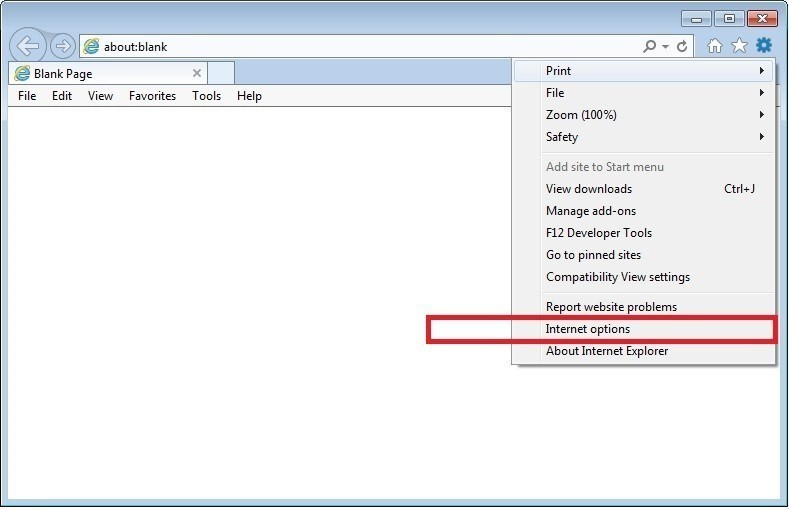 about:blank
Blank Page
File Edit View Favorites Tools Help
Print
File
Zoom (100%)
Safety
Add site to Start menu
View downloads Ctrl+J
Manage add-ons
F12 Developer Tools
Go to pinned sites
Compatibility View settings
Report website problems
Internet options
About Internet Explorer